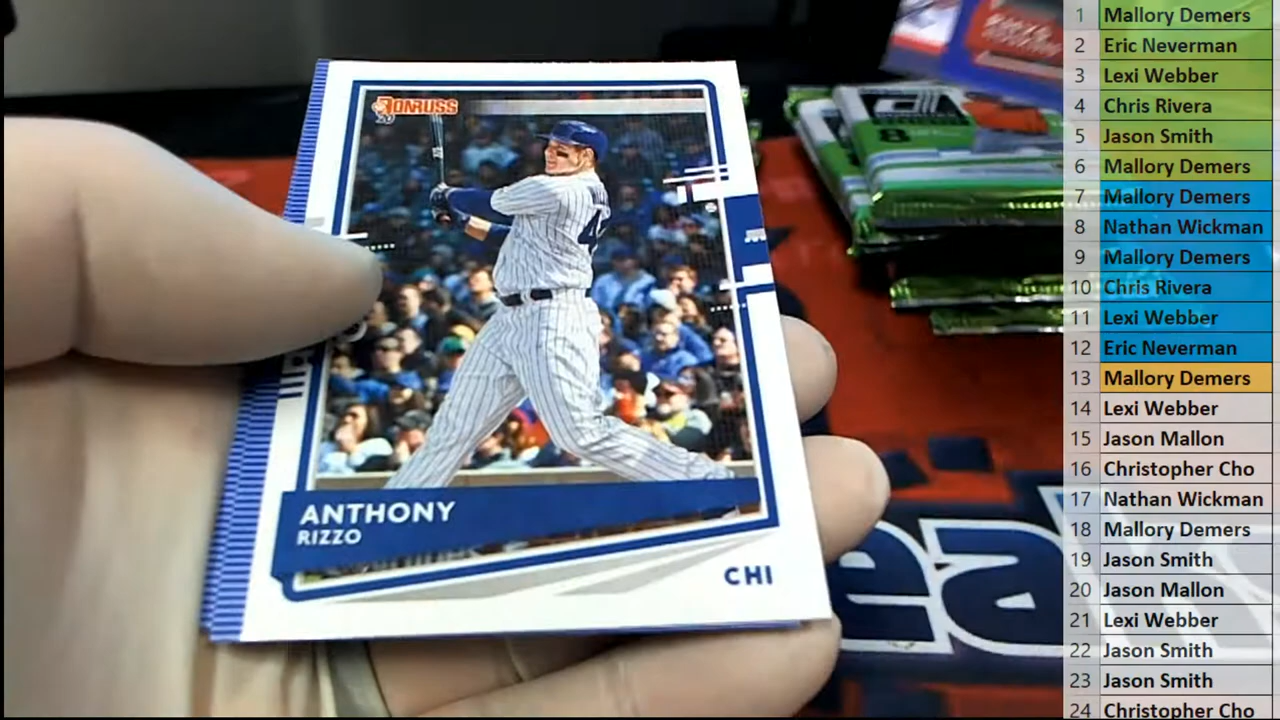 DONRUSS
20
4
ANTHONY
RIZZO
CHI
8
ea
1 Mallory Demers
2 Eric Neverman
3 Lexi Webber
4 Chris Rivera
5 Jason Smith
6 Mallory Demers
7 Mallory Demers
8 Nathan Wickman
9 Mallory Demers
10 Chris Rivera
11 Lexi Webber
12 Eric Neverman
13 Mallory Demers
14 Lexi Webber
15 Jason Mallon
16 Christopher Cho
17 Nathan Wickman
18 Mallory Demers
19 Jason Smith
20 Jason Mallon
21 Lexi Webber
22 Jason Smith
23 Jason Smith
24 Christopher Cho